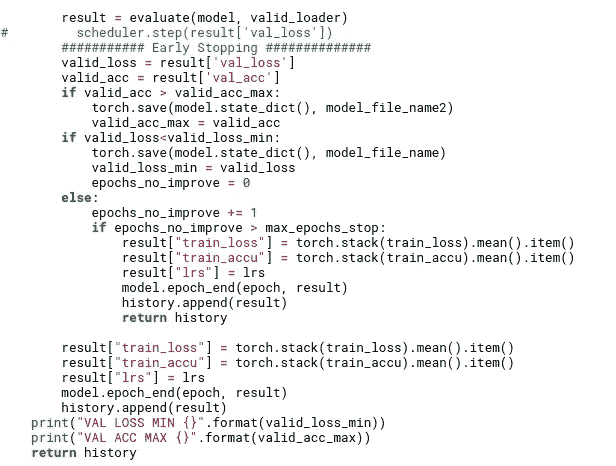 result = evaluate(model, valid_loader)
#         scheduler.step(result['val_loss'])
        ########### Early Stopping ##############
        valid_loss = result['val_loss']
        valid_acc = result['val_acc']
        if valid_acc > valid_acc_max:
            torch.save(model.state_dict(), model_file_name2)
            valid_acc_max = valid_acc
        if valid_loss<valid_loss_min:
            torch.save(model.state_dict(), model_file_name)
            valid_loss_min = valid_loss
            epochs_no_improve = 0
        else:
            epochs_no_improve += 1
            if epochs_no_improve > max_epochs_stop:
                result["train_loss"] = torch.stack(train_loss).mean().item()
                result["train_accu"] = torch.stack(train_accu).mean().item()
                result["lrs"] = lrs
                model.epoch_end(epoch, result)
                history.append(result)
                return history

        result["train_loss"] = torch.stack(train_loss).mean().item()
        result["train_accu"] = torch.stack(train_accu).mean().item()
        result["lrs"] = lrs
        model.epoch_end(epoch, result)
        history.append(result)
    print("VAL LOSS MIN {}".format(valid_loss_min))
    print("VAL ACC MAX {}".format(valid_acc_max))
    return history